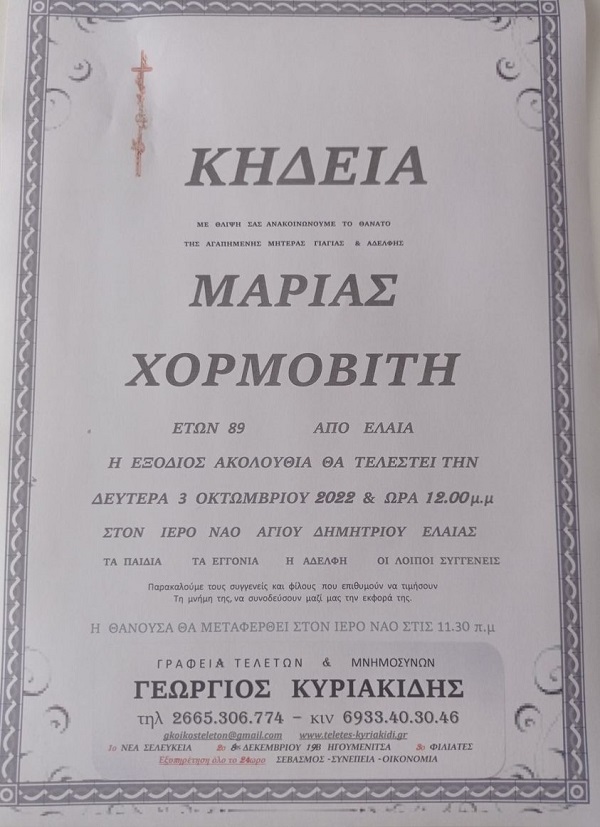 ΚΗΔΕΙΑ
ΜΕ ΘΛΙΨΗ ΣΑΣ ΑΝΑΚΟΙΝΩΝΟΥΜΕ ΤΟ ΘΑΝΑΤΟ
ΤΗΣ ΑΓΑΠΗΜΕΝΗΣ ΜΗΤΕΡΑΣ ΓΙΑΓΙΑΣ & ΑΔΕΛΦΗΣ
ΜΑΡΙΑΣ
ΧΟΡΜΟΒΙΤΗ
ΕΤΩΝ 89 ΑΠΟ ΕΛΑΙΑ
Η ΕΞΟΔΙΟΣ ΑΚΟΛΟΥΘΙΑ ΘΑ ΤΕΛΕΣΤΕΙ ΤΗΝ
ΔΕΥΤΕΡΑ 3 ΟΚΤΩΜΒΡΙΟΥ 2022 & ΩΡΑ 12.00 μ.μ
ΣΤΟΝ ΙΕΡΟ ΝΑΟ ΑΓΙΟΥ ΔΗΜΗΤΡΙΟΥ ΕΛΑΙΑΣ
ΤΑ ΠΑΙΔΙΑ ΤΑ ΕΓΓΟΝΙΑ Η ΑΔΕΛΦΗ ΟΙ ΛΟΙΠΟΙ ΣΥΓΓΕΝΕΙΣ
Παρακαλούμε τους συγγενείς και φίλους που επιθυμούν να τιμήσουν
Τη μνήμη της, να συνοδεύσουν μαζί μας την εκφορά της.
Η ΘΑΝΟΥΣΑ ΘΑ ΜΕΤΑΦΕΡΘΕΙ ΣΤΟΝ ΙΕΡΟ ΝΑΟ ΣΤΙΣ 11.30 π.μ
ΓΡΑΦΕΙΑ ΤΕΛΕΤΩΝ & ΜΝΗΜΟΣΥΝΩΝ
ΓΕΩΡΓΙΟΣ ΚΥΡΙΑΚΙΔΗΣ
τηλ 2665.306.774 – κιν 6933.40.30.46
gkoikosteleton@gmail.com www.teletes-kyriakidi.gr
1ο ΝΕΑ ΣΕΛΕΥΚΕΙΑ 2ο 8ης ΔΕΚΕΜΒΡΙΟΥ 19Β ΗΓΟΥΜΕΝΙΤΣΑ 3ο ΦΙΛΙΑΤΕΣ
Εξυπηρέτηση όλο το 24ωρο ΣΕΒΑΣΜΟΣ - ΣΥΝΕΠΕΙΑ - ΟΙΚΟΝΟΜΙΑ